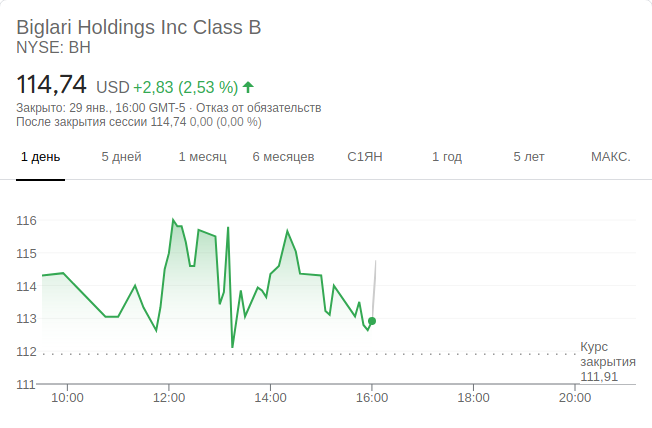 Biglari Holdings Inc Class B
NYSE: BH
114,74 USD +2,83 (2,53 %)
Закрыто: 29 янв., 16:00 GMT-5 · Отказ от обязательств
После закрытия сессии 114,74 0,00 (0,00 %)
1 день 5 дней 1 месяц 6 месяцев С1ЯН 1 год 5 лет МАКС.
116
115
114
113
112
111
Курс
закрытия
111,91
10:00 12:00 14:00 16:00 18:00 20:00